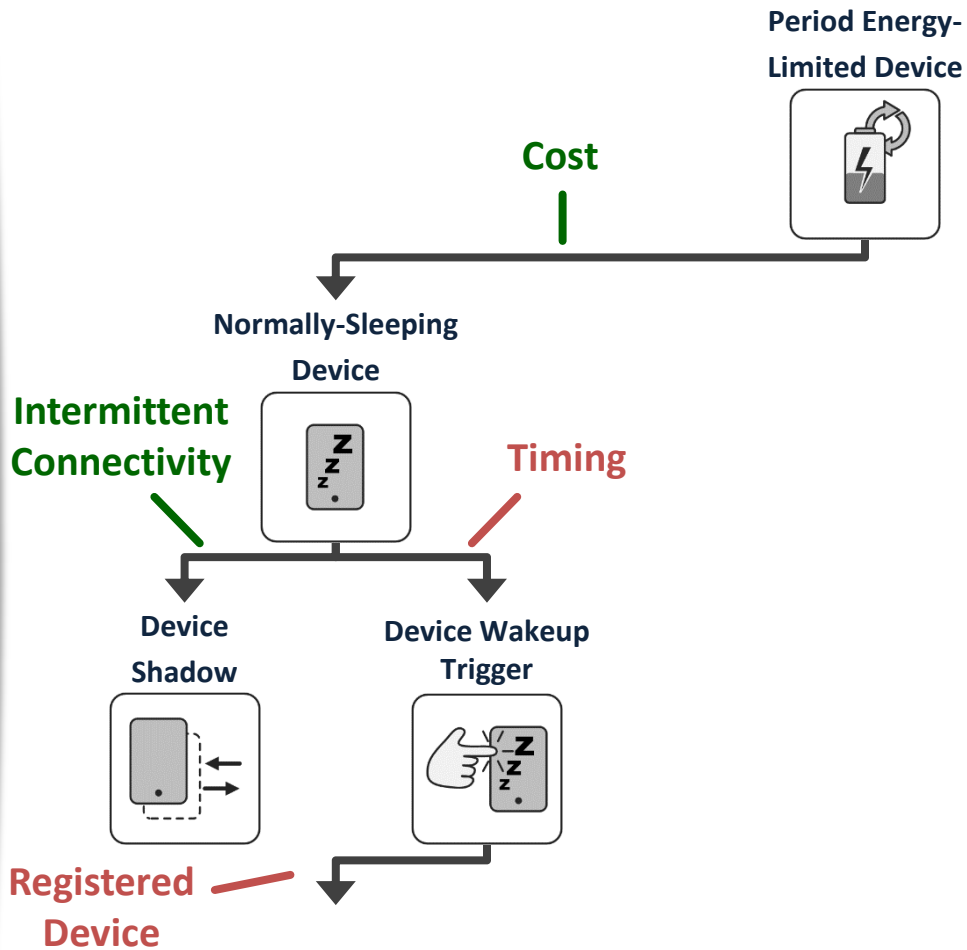 Period Energy-
Limited Device
Cost
Normally-Sleeping
Device
Intermittent
Connectivity
Z
z
z
Timing
Device
Shadow
Device Wakeup
Trigger
Z
z
z
Registered
Device